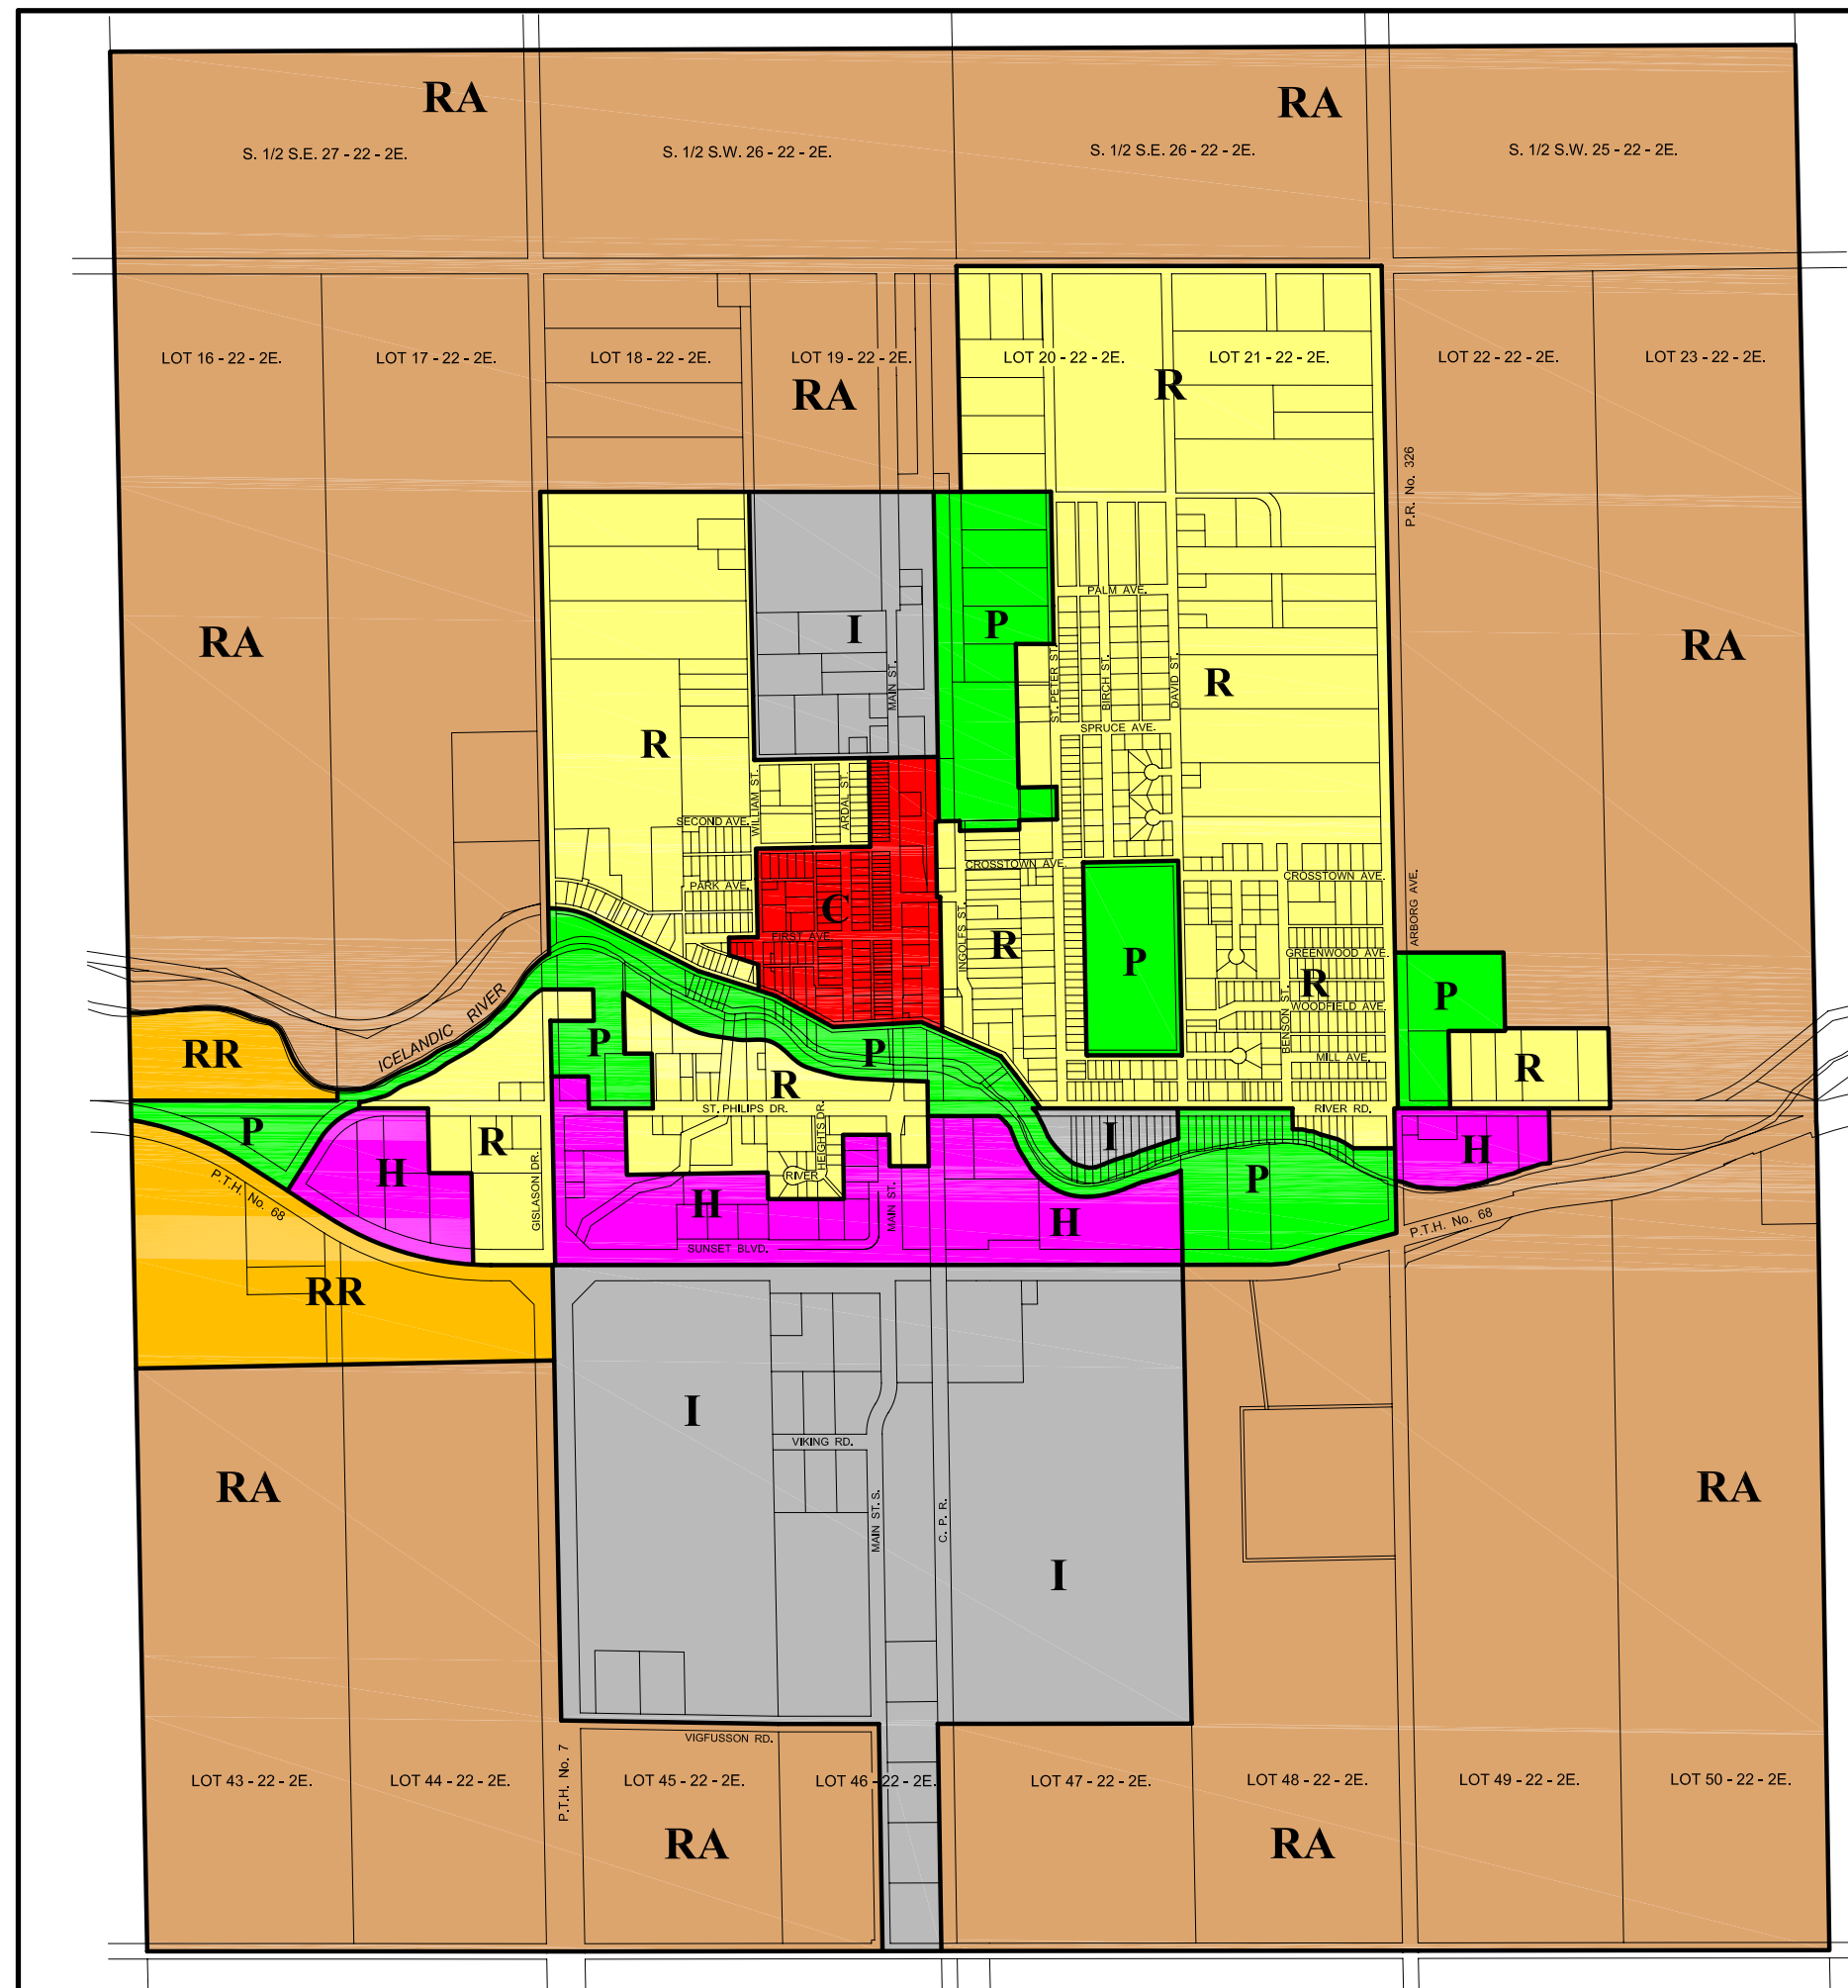 RA
RA
S. 1/2 S.E. 27 - 22 - 2E.
S. 1/2 S.W. 26 - 22 - 2E.
S. 1/2 S.E. 26 - 22 - 2E.
S. 1/2 S.W. 25 - 22 - 2E.
LOT 16 - 22 - 2E.
LOT 17 - 22 - 2E.
LOT 18 - 22 - 2E.
LOT 19 - 22 - 2E.
LOT 20 - 22 - 2E.
LOT 21 - 22 - 2E.
LOT 22 - 22 - 2E.
LOT 23 - 22 - 2E.
RA
R
P.R. No. 326
PALM AVE.
RA
I
P
RA
MAIN ST.
ST. PETER ST.
BIRCH ST.
DAVID ST.
R
R
SPRUCE AVE.
WILLIAM ST.
ARDAL ST.
SECOND AVE.
CROSSTOWN AVE.
CROSSTOWN AVE.
PARK AVE.
C
ARBORG AVE.
FIRST AVE.
INGOLFS ST.
R
P
GREENWOOD AVE.
R
P
ICELANDIC RIVER
WOODFIELD AVE.
BENSON ST.
RR
P
P
MILL AVE.
R
R
ST. PHILIPS DR.
RIVER RD.
P
R
I
H
H
GISLASON DR.
RIVER
HEIGHTS DR.
P
P.T.H. No. 68
H
MAIN ST.
H
P.T.H. No. 68
SUNSET BLVD.
RR
I
VIKING RD.
RA
MAIN ST. S.
C. P. R.
RA
I
VIGFUSSON RD.
P.T.H. No. 7
LOT 43 - 22 - 2E.
LOT 44 - 22 - 2E.
LOT 45 - 22 - 2E.
LOT 46 - 22 - 2E.
LOT 47 - 22 - 2E.
LOT 48 - 22 - 2E.
LOT 49 - 22 - 2E.
LOT 50 - 22 - 2E.
RA
RA